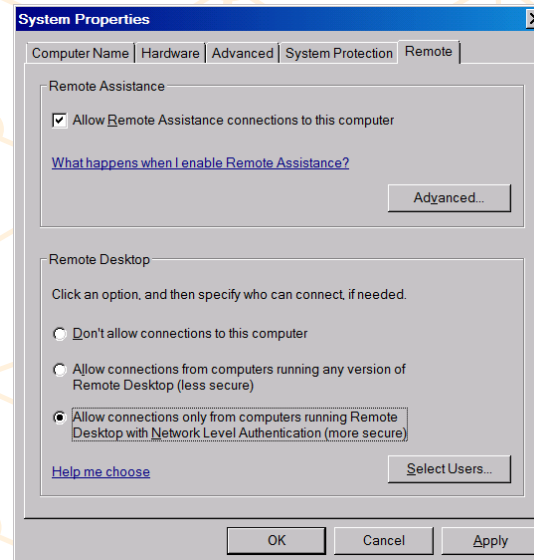 System Properties
Computer Name Hardware Advanced System Protection Remote
Remote Assistance
Allow Remote Assistance connections to this computer
What happens when I enable Remote Assistance?
Advanced...
Remote Desktop
Click an option, and then specify who can connect, if needed.
Don't allow connections to this computer
Allow connections from computers running any version of
Remote Desktop (less secure)
Allow connections only from computers running Remote
Desktop with Network Level Authentication (more secure)
Help me choose
Select Users...
OK Cancel Apply